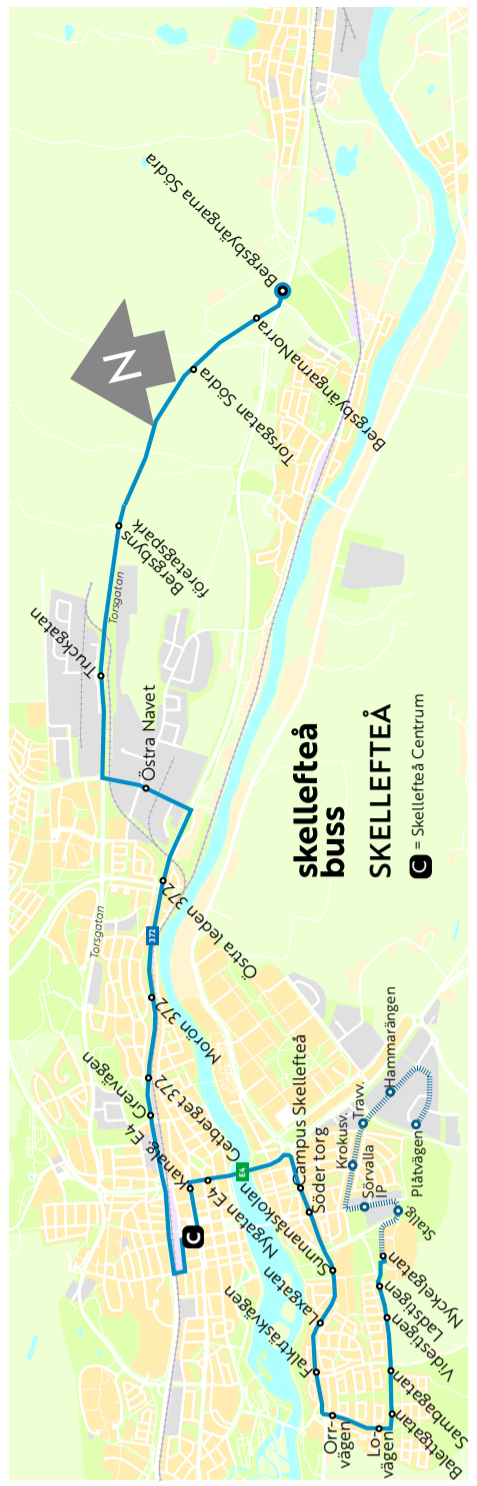 Bergsbyängarna Södra
Bergsbyängarna Norra
Torsgatan Södra
N
Bergsbyns
företagspark
Torsgatan
Truckgatan
Östra Navet
skellefteå
buss
SKELLEFTEÅ
C = Skellefteå Centrum
Östra leden 372
372
Torsgatan
Morön 372
Getberget 372
Grenvägen
Kanalg. E4
C
Nygatan E4
E4
Campus Skellefteå
Söder torg
Sunnanåskolan
Laxgatan
Falkträskvägen
Orr-
vägen
Lo-
vägen
Balettgatan
Sambagatan
Videstigen
Ladstigen
Nyckelgatan
Stallg.
Sörvalla
IP
Krokusv.
Travv.
Hammarängen
Plåtvägen